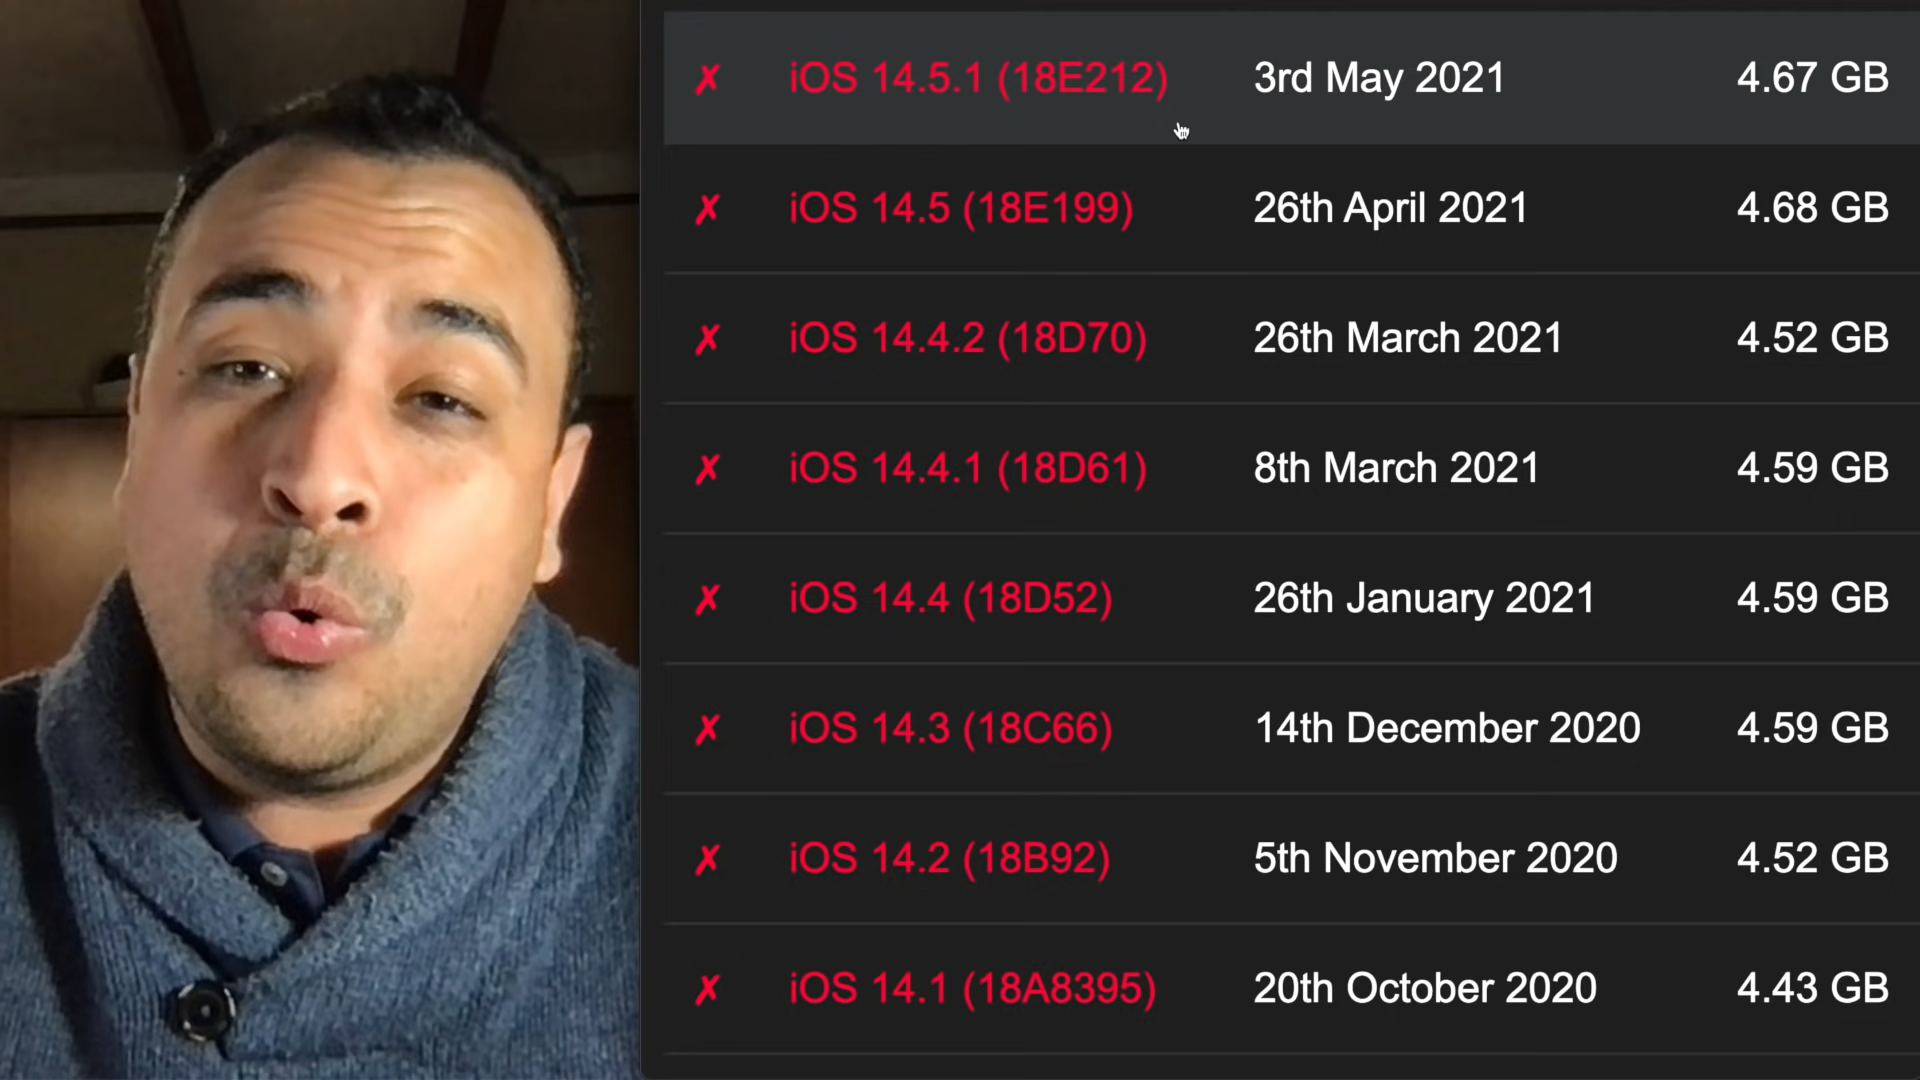 ✗ iOS 14.5.1 (18E212) 3rd May 2021 4.67 GB
✗ iOS 14.5 (18E199) 26th April 2021 4.68 GB
✗ iOS 14.4.2 (18D70) 26th March 2021 4.52 GB
✗ iOS 14.4.1 (18D61) 8th March 2021 4.59 GB
✗ iOS 14.4 (18D52) 26th January 2021 4.59 GB
✗ iOS 14.3 (18C66) 14th December 2020 4.59 GB
✗ iOS 14.2 (18B92) 5th November 2020 4.52 GB
✗ iOS 14.1 (18A8395) 20th October 2020 4.43 GB